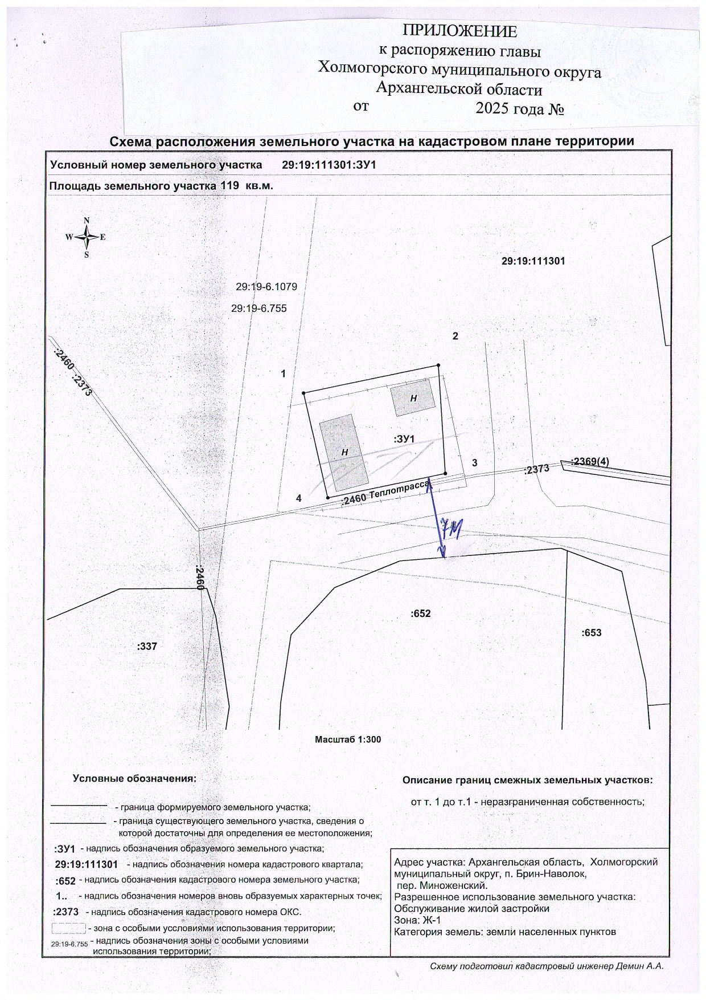 ПРИЛОЖЕНИЕ
к распоряжению главы
Холмогорского муниципального округа
Архангельской области
от 2025 года №
Схема расположения земельного участка на кадастровом плане территории
Условный номер земельного участка 29:19:111301:ЗУ1
Площадь земельного участка 119 кв.м.
N
W E
S
29:19:111301
29:19-6.1079
29:19-6.755
2
1
:2460
:2373
Н
:ЗУ1
Н
3
:2369(4)
:2373
4
:2460 Теплотрасса
7м
:2460
:652
:653
:337
Масштаб 1:300
Условные обозначения:
- граница формируемого земельного участка;
- граница существующего земельного участка, сведения о
которой достаточны для определения ее местоположения;
:ЗУ1 - надпись обозначения образуемого земельного участка;
29:19:111301 - надпись обозначения номера кадастрового квартала;
:652 - надпись обозначения кадастрового номера земельного участка;
1.. - надпись обозначения номеров вновь образуемых характерных точек;
:2373 - надпись обозначения кадастрового номера ОКС.
- зона с особыми уссловиями использования территории;
29:19-6.755 - надпись обозначения зоны с особыми условиями
использования территории;
Описание границ смежных земельных участков:
от т. 1 до т.1 - неразграниченная собственность;
Адрес участка: Архангельская область, Холмогорский
муниципальный округ, п. Брин-Наволок,
пер. Миноженский.
Разрешенное использование земельного участка:
Обслуживание жилой застройки
Зона: Ж-1
Категория земель: земли населенных пунктов
Схему подготовил кадастровый инженер Демин А.А.